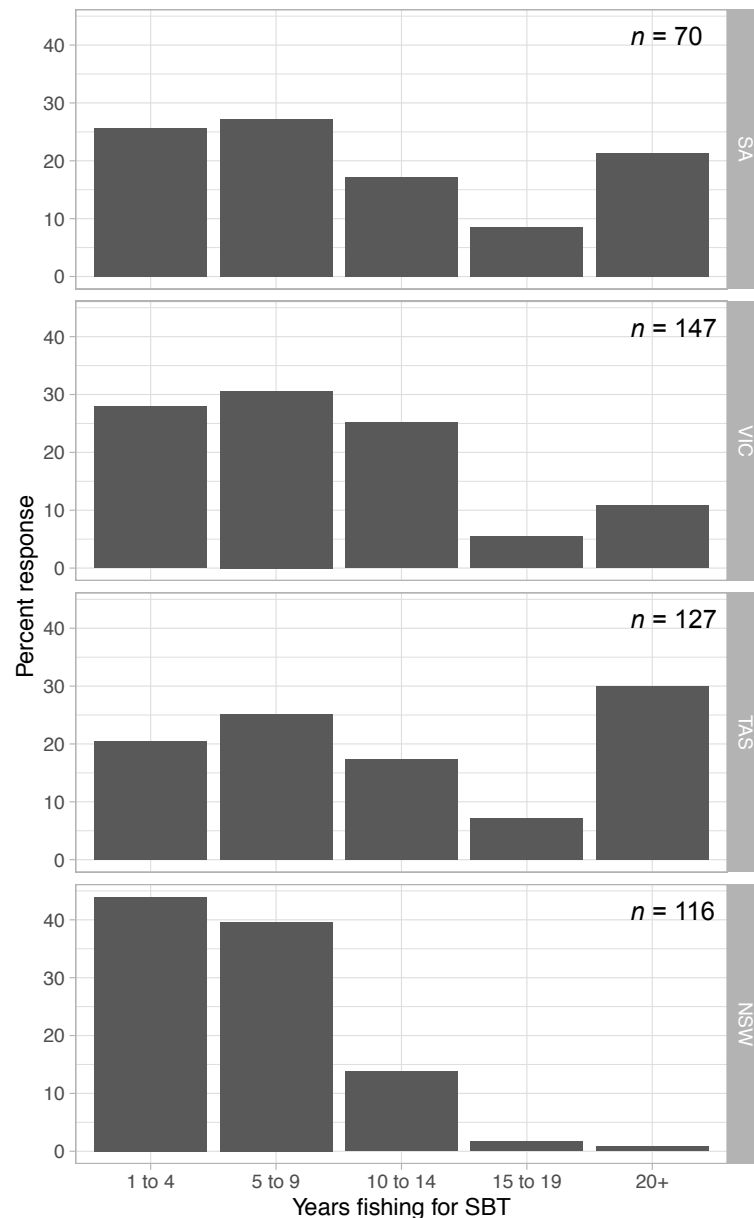 n = 70
40
30
20
10
0
SA
n = 147
40
30
20
10
0
VIC
Percent response
n = 127
40
30
20
10
0
TAS
n = 116
40
30
20
10
0
NSW
1 to 4 5 to 9 10 to 14 15 to 19 20+
Years fishing for SBT